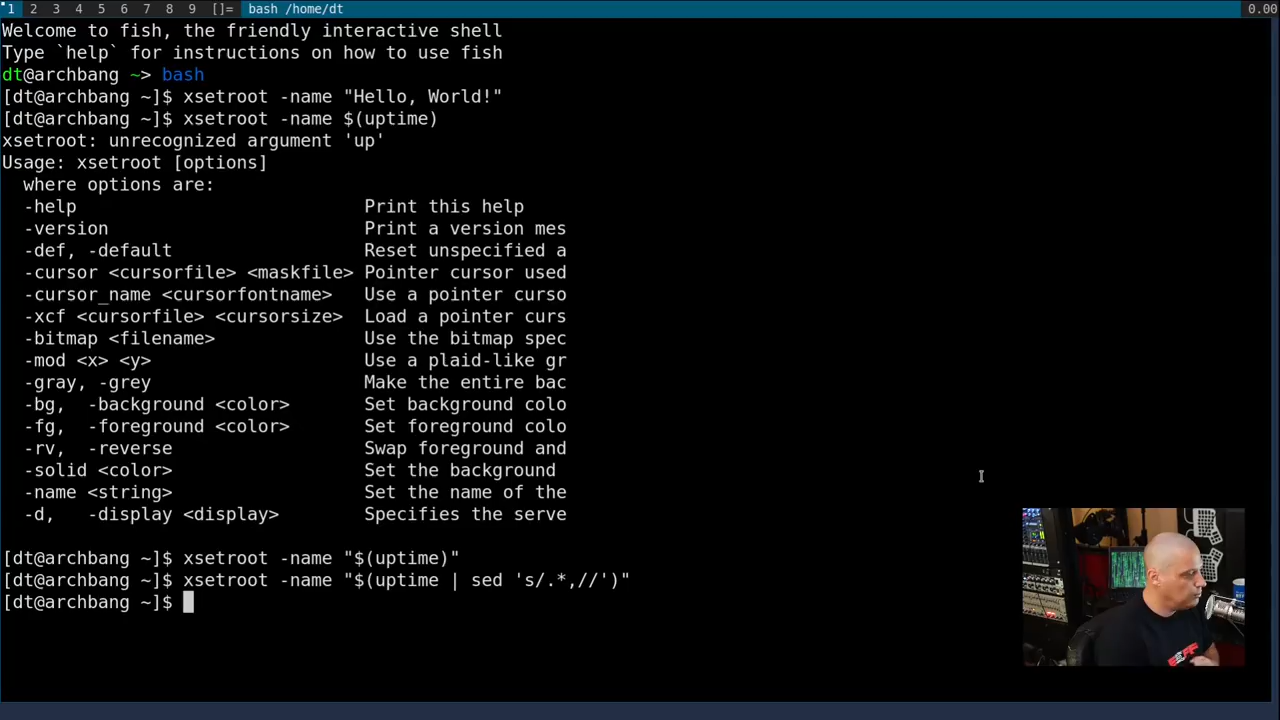 1 2 3 4 5 6 7 8 9 []= bash /home/dt 0.00
Welcome to fish, the friendly interactive shell
Type `help` for instructions on how to use fish
dt@archbang ~> bash
[dt@archbang ~]$ xsetroot -name "Hello, World!"
[dt@archbang ~]$ xsetroot -name $(uptime)
xsetroot: unrecognized argument 'up'
Usage: xsetroot [options]
  where options are:
  -help                           Print this help
  -version                        Print a version mes
  -def, -default                  Reset unspecified a
  -cursor <cursorfile> <maskfile> Pointer cursor used
  -cursor_name <cursorfontname>   Use a pointer curso
  -xcf <cursorfile> <cursorsize>  Load a pointer curs
  -bitmap <filename>              Use the bitmap spec
  -mod <x> <y>                    Use a plaid-like gr
  -gray, -grey                    Make the entire bac
  -bg,  -background <color>       Set background colo
  -fg,  -foreground <color>       Set foreground colo
  -rv,  -reverse                  Swap foreground and
  -solid <color>                  Set the background
  -name <string>                  Set the name of the
  -d,   -display <display>        Specifies the serve
[dt@archbang ~]$ xsetroot -name "$(uptime)"
[dt@archbang ~]$ xsetroot -name "$(uptime | sed 's/.*,//')"
[dt@archbang ~]$